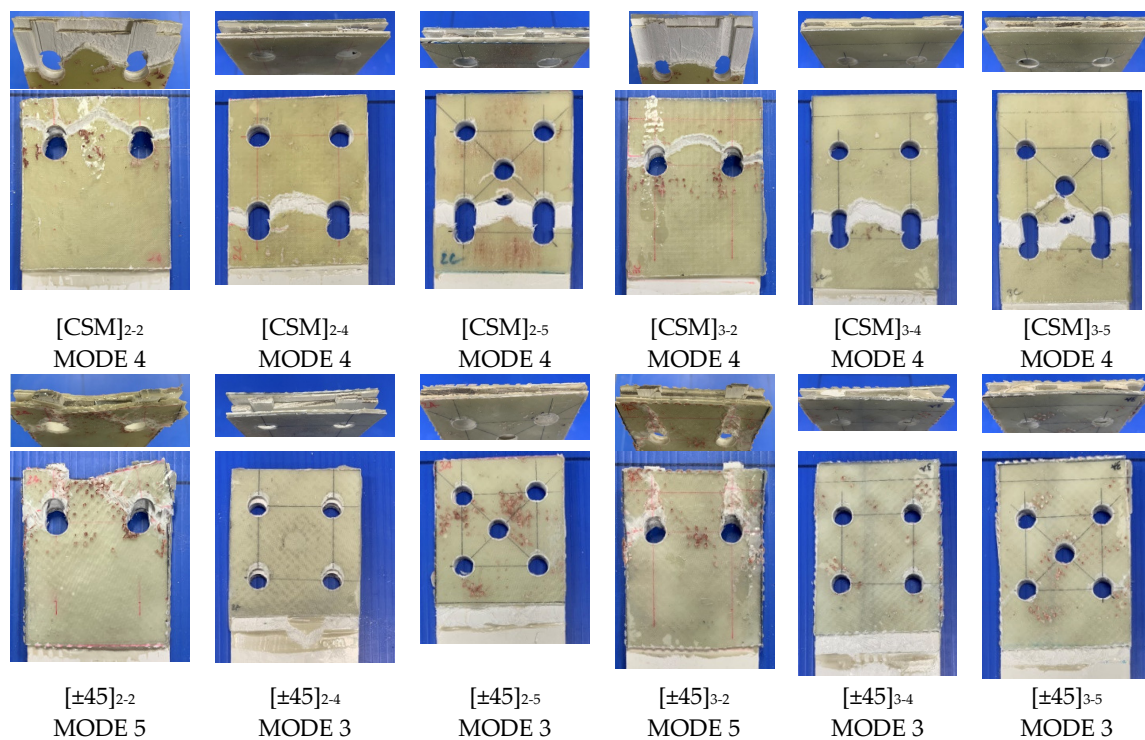 [CSM]2-2
MODE 4
[CSM]2-4
MODE 4
[CSM]2-5
MODE 4
[CSM]3-2
MODE 4
[CSM]3-4
MODE 4
[CSM]3-5
MODE 4
[±45]2-2
MODE 5
[±45]2-4
MODE 3
[±45]2-5
MODE 3
[±45]3-2
MODE 5
[±45]3-4
MODE 3
[±45]3-5
MODE 3